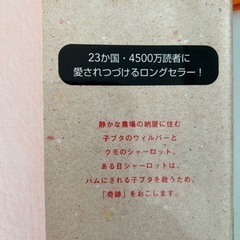 23か国・4500万読者に
愛されつづけるロングセラー！
静かな農場の納屋に住む
子ブタのウィルバーと
クモのシャーロット。
ある日シャーロットは、
ハムにされる子ブタを救うため、
「奇跡」をおこします。